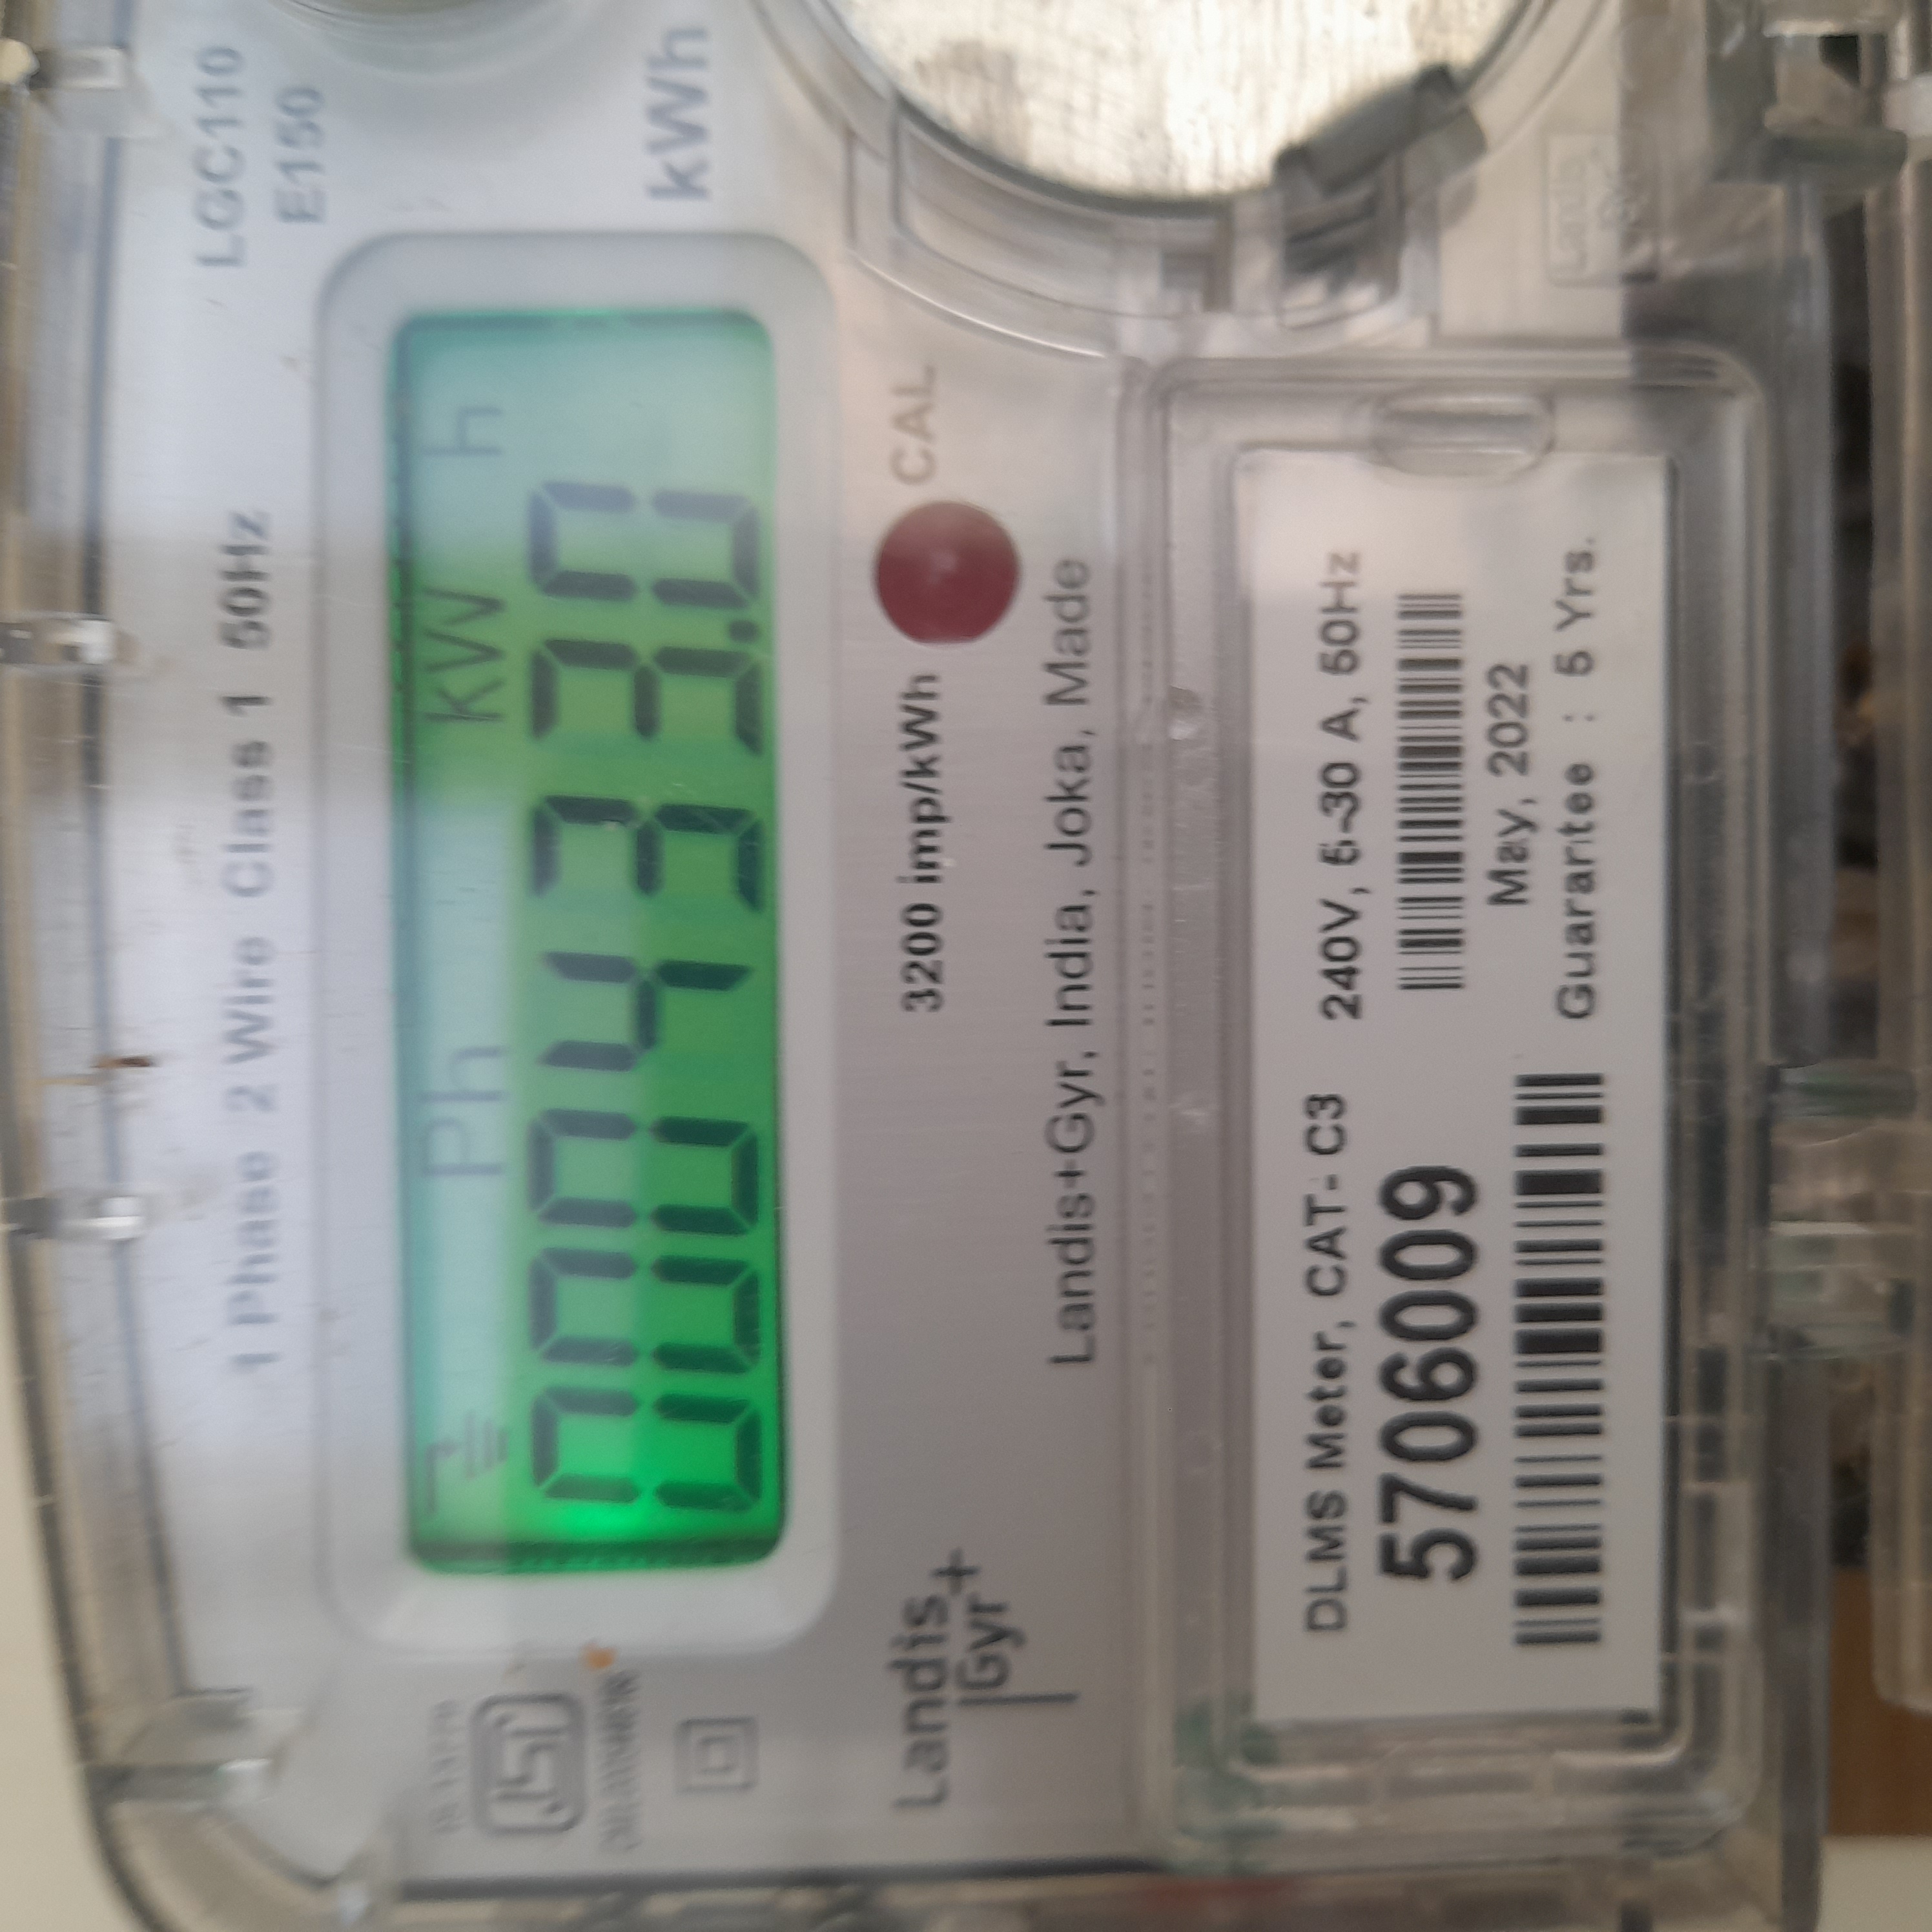 LGC110
E150
1 Phase 2 Wire Class 1 50Hz
kWh
Ph kW h
000433.0
3200 imp/kWh CAL
Landis+Gyr, India, Joka, Made
Landis
Gyr
DLMS Meter, CAT- C3 240V, 5-30 A, 50Hz
5706009
May, 2022
Guarantee : 5 Yrs.